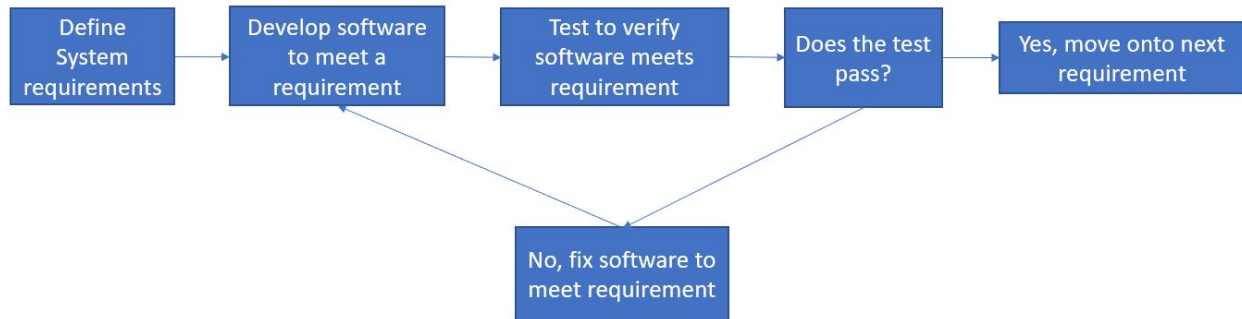 Define
System
requirements
Develop software
to meet a
requirement
Test to verify
software meets
requirement
Does the test
pass?
Yes, move onto next
requirement
No, fix software to
meet requirement